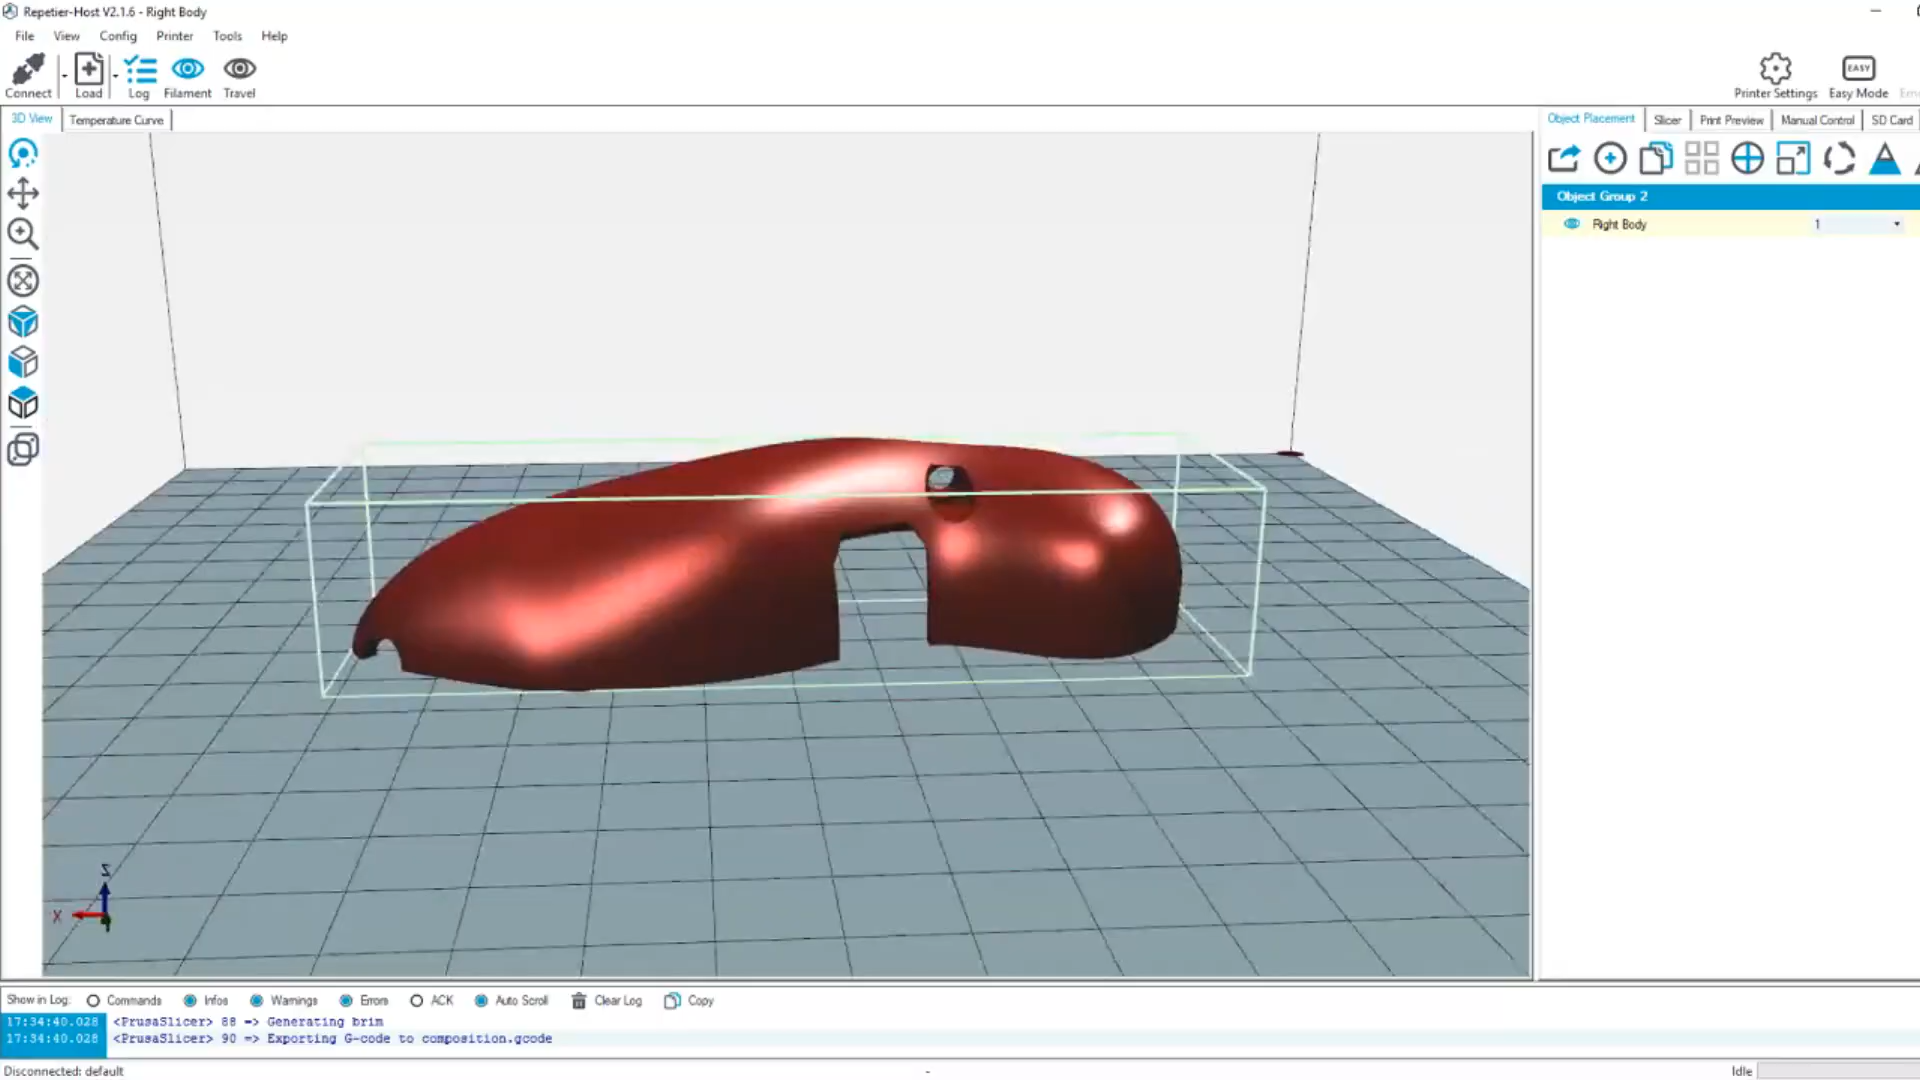 Repetier-Host V2.1.6 - Right Body
File View Config Printer Tools Help
Connect Load Log Filament Travel
Printer Settings Easy Mode
EASY
3D View Temperature Curve
Object Placement Slicer Print Preview Manual Control SD Card
Object Group 2
Right Body 1
Z
X
Show in Log: Commands Infos Warnings Errors ACK Auto Scroll Clear Log Copy
17:34:40.028 <PrusaSlicer> 88 => Generating brim
17:34:40.028 <PrusaSlicer> 90 => Exporting G-code to composition.gcode
Disconnected: default - Idle